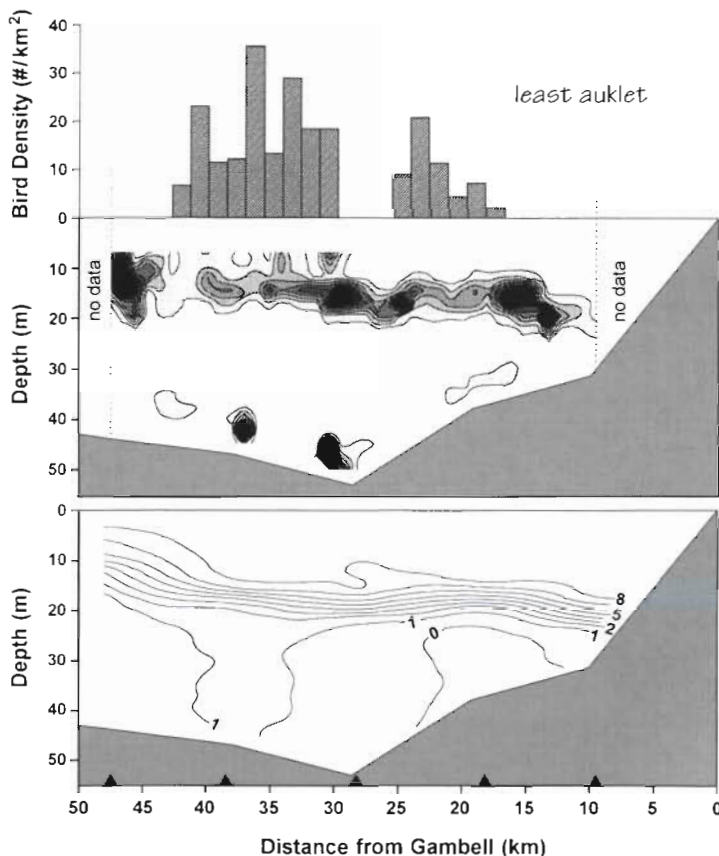 Bird Density (#/km²)
40
30
20
10
0
least auklet
Depth (m)
10
20
30
40
50
no data
no data
Depth (m)
0
10
20
30
40
50
8
5
2
1
1
0
1
50 45 40 35 30 25 20 15 10 5 0
Distance from Gambell (km)